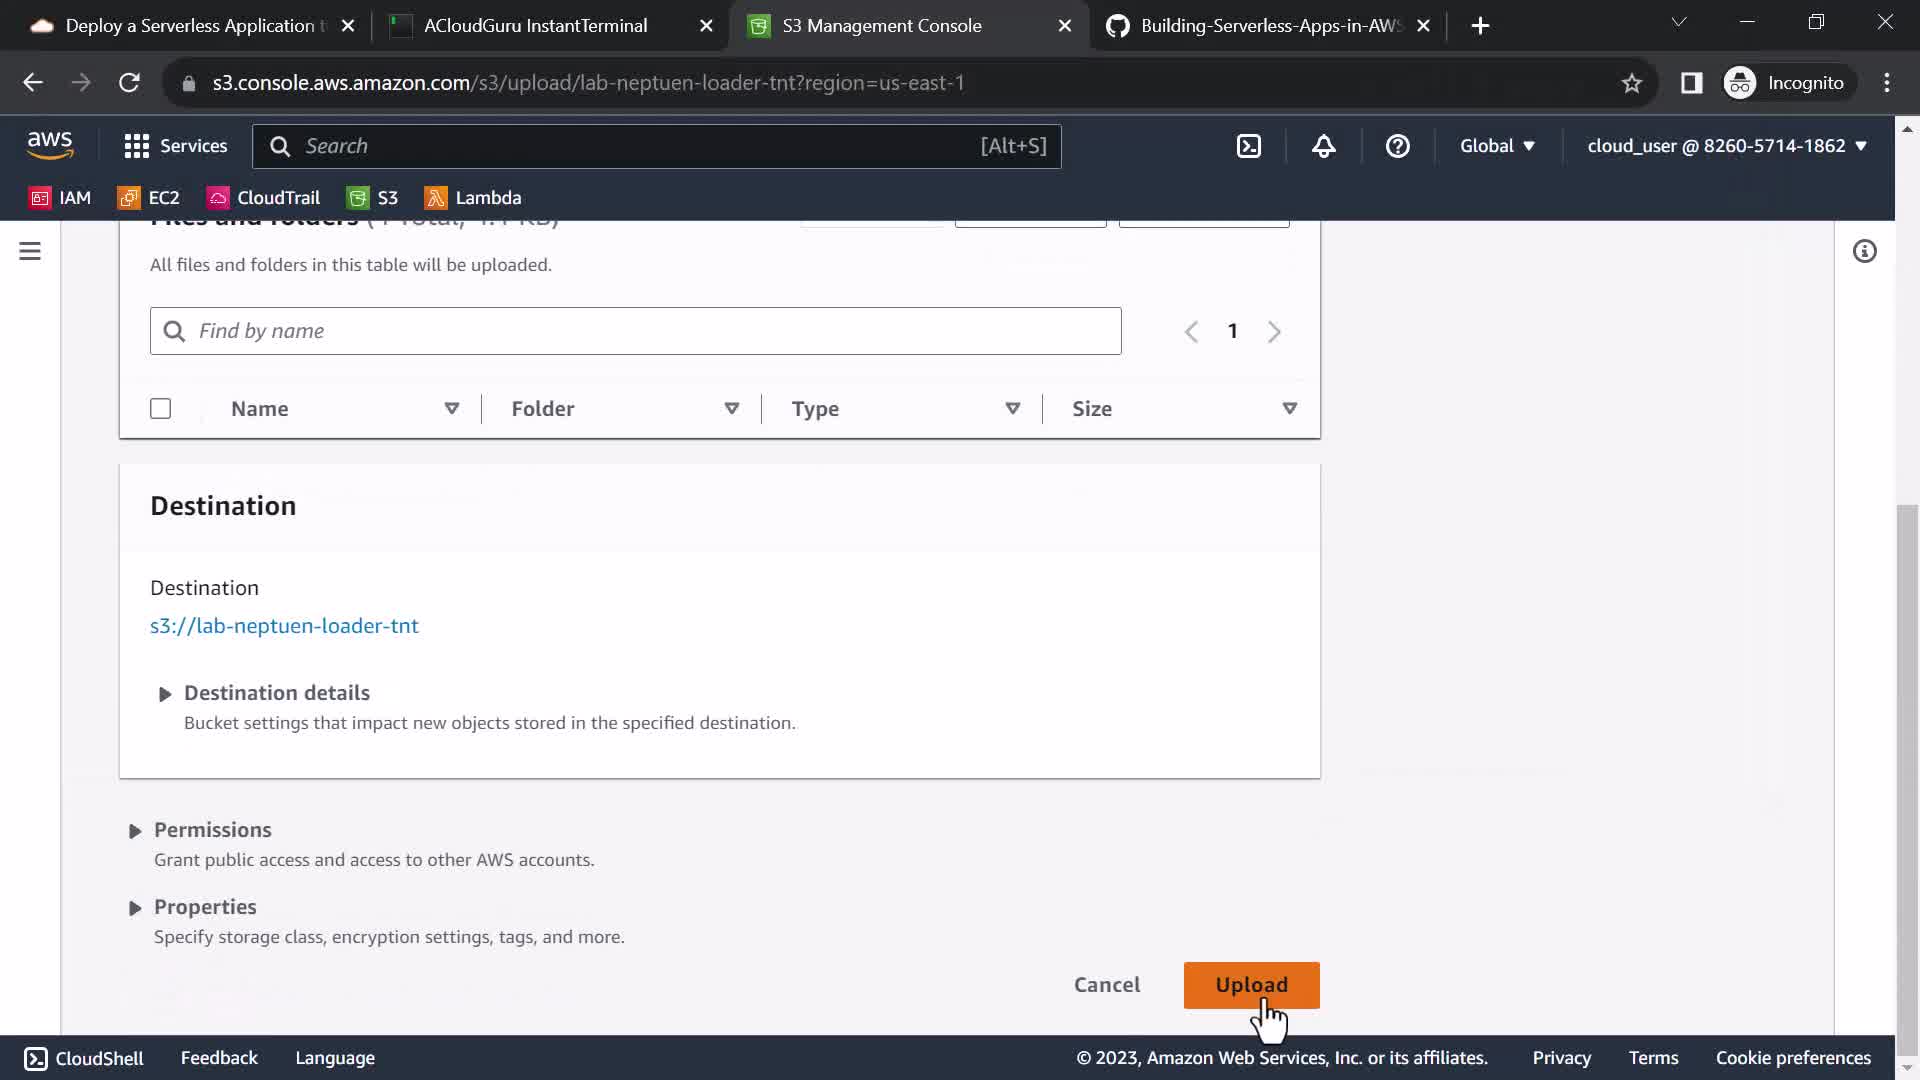 Deploy a Serverless Application t
ACloudGuru InstantTerminal
S3 Management Console
Building-Serverless-Apps-in-AWS
s3.console.aws.amazon.com/s3/upload/lab-neptuen-loader-tnt?region=us-east-1
Incognito
aws
Services
Search
[Alt+S]
Global
cloud_user @ 8260-5714-1862
IAM
EC2
CloudTrail
S3
Lambda
Files and folders
All files and folders in this table will be uploaded.
Find by name
1
Name
Folder
Type
Size
Destination
Destination
s3://lab-neptuen-loader-tnt
Destination details
Bucket settings that impact new objects stored in the specified destination.
Permissions
Grant public access and access to other AWS accounts.
Properties
Specify storage class, encryption settings, tags, and more.
Cancel
Upload
CloudShell
Feedback
Language
© 2023, Amazon Web Services, Inc. or its affiliates.
Privacy
Terms
Cookie preferences